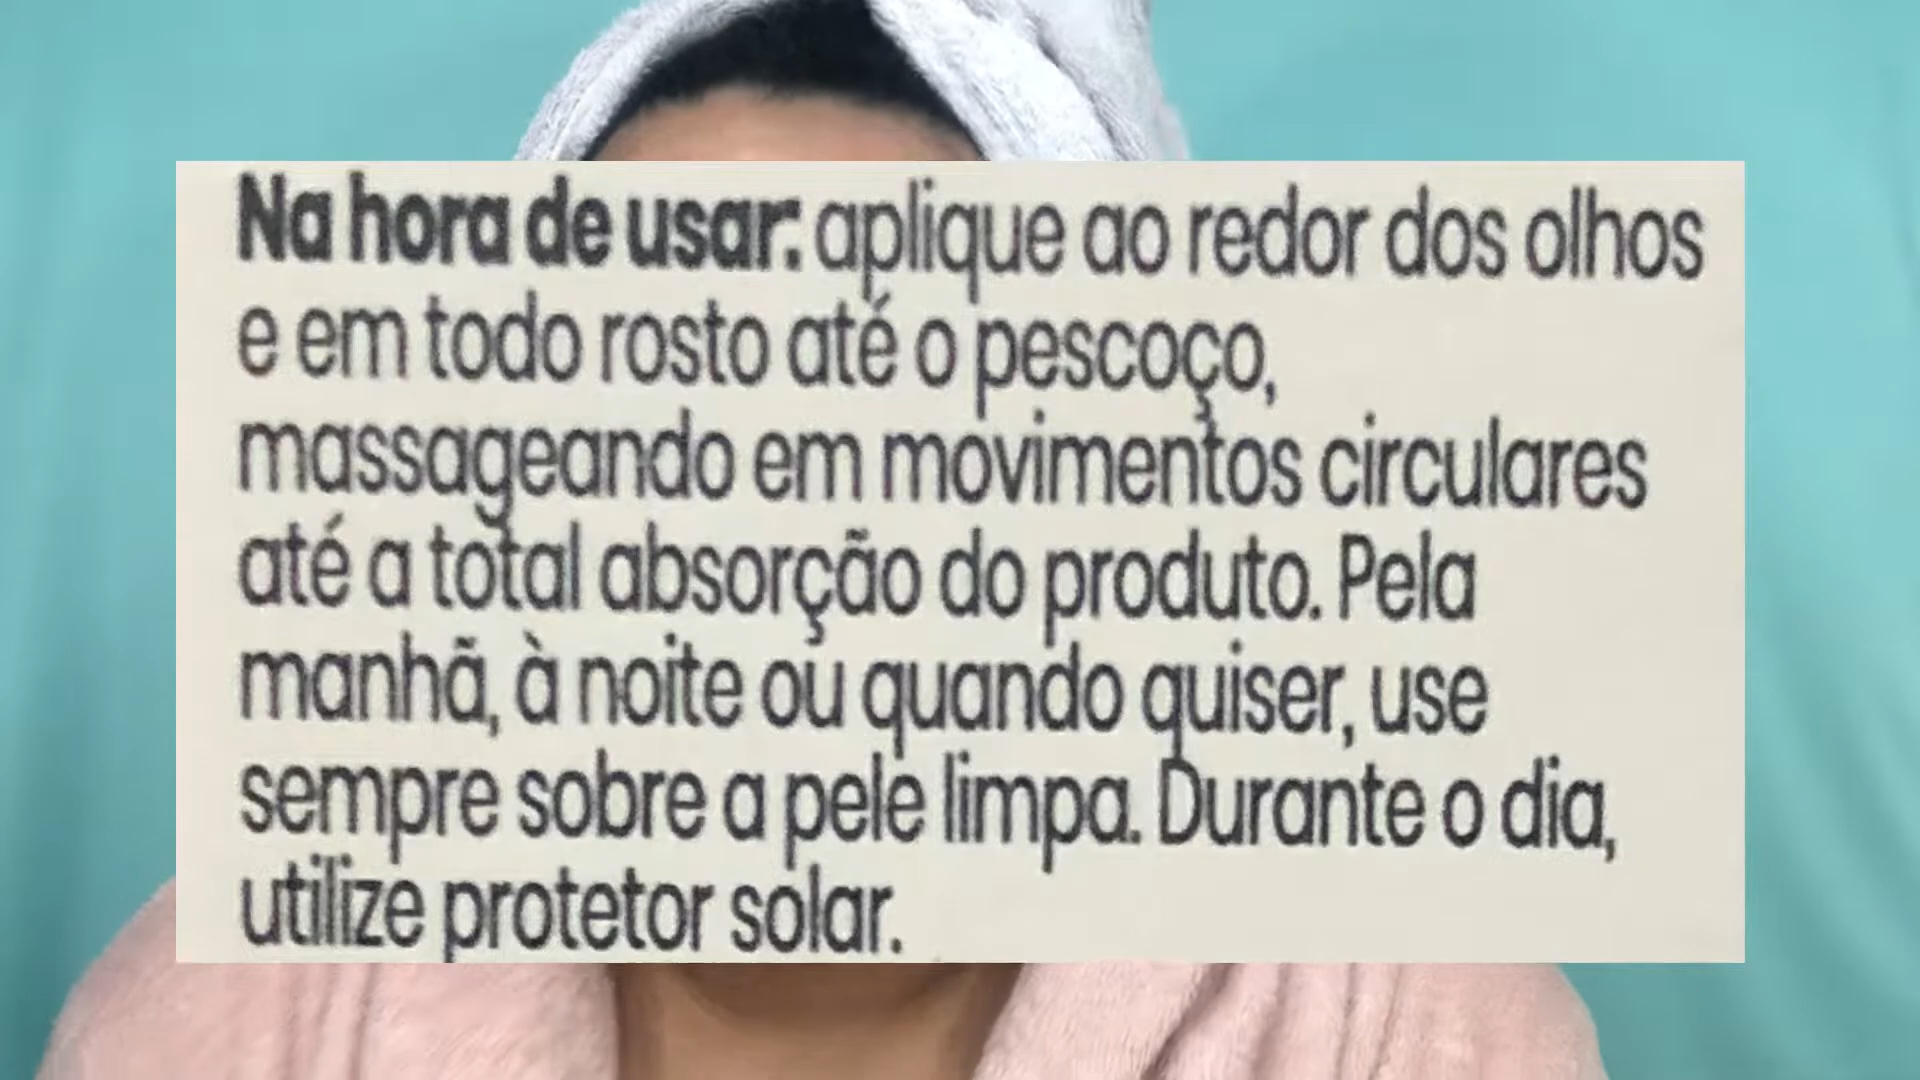 Na hora de usar: aplique ao redor dos olhos
e em todo rosto até o pescoço,
massageando em movimentos circulares
até a total absorção do produto. Pela
manhã, à noite ou quando quiser, use
sempre sobre a pele limpa. Durante o dia,
utilize protetor solar.